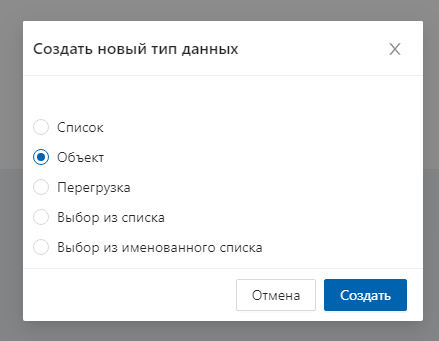 Создать новый тип данных
Список
Объект
Перегрузка
Выбор из списка
Выбор из именованного списка
Отмена Создать